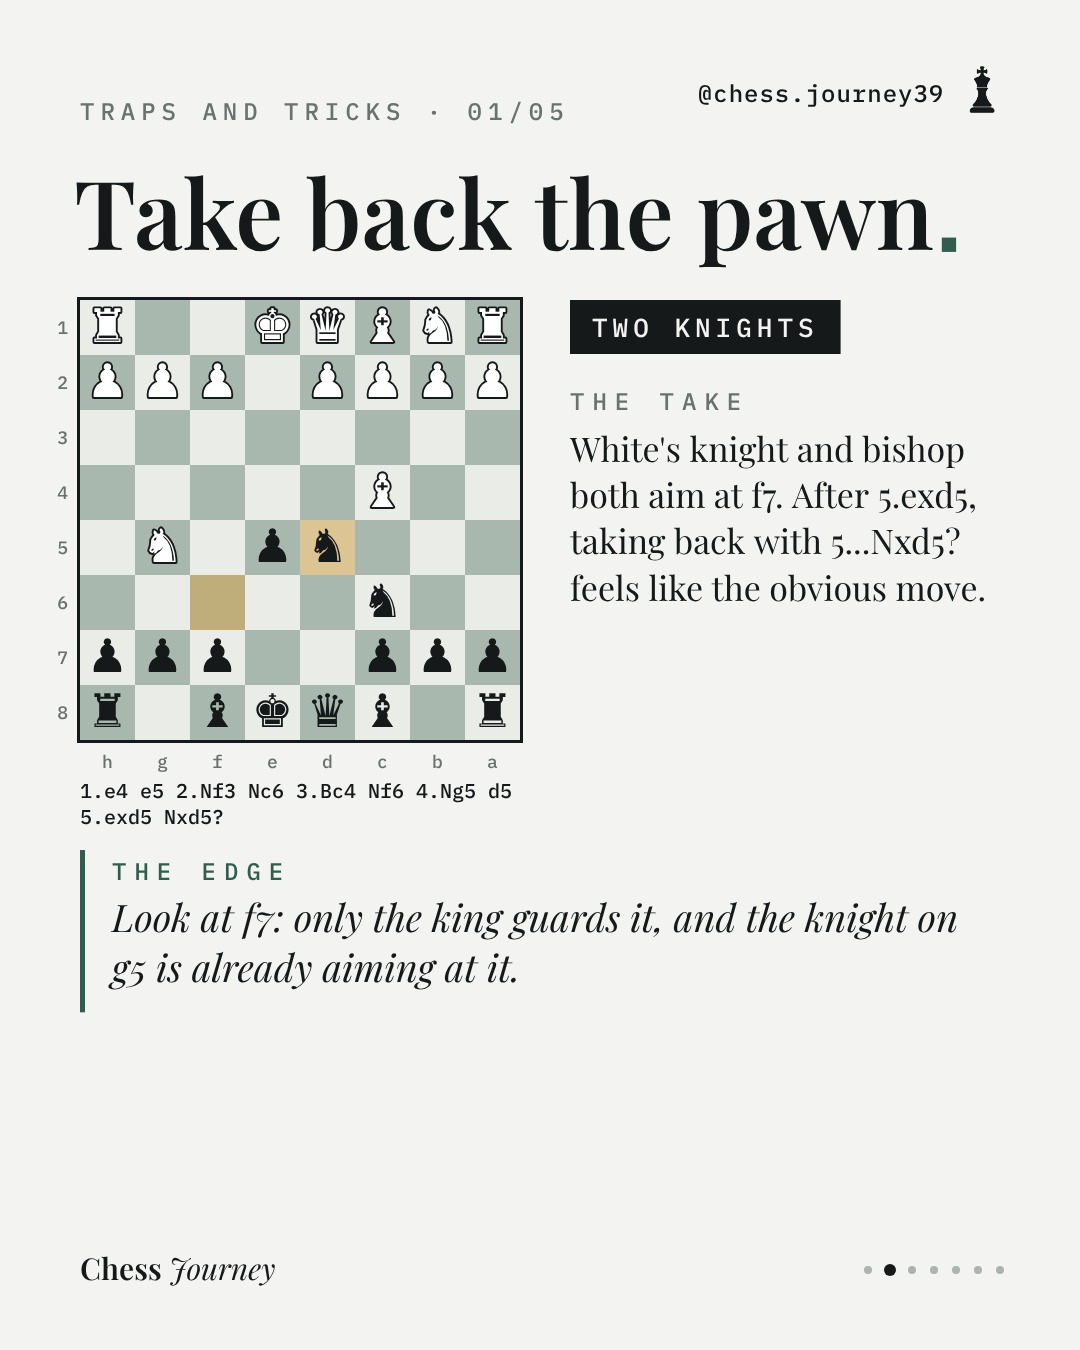 TRAPS AND TRICKS · 01/05
@chess.journey39
Take back the pawn.
1
2
3
4
5
6
7
8
h g f e d c b a
1.e4 e5 2.Nf3 Nc6 3.Bc4 Nf6 4.Ng5 d5
5.exd5 Nxd5?
TWO KNIGHTS
THE TAKE
White's knight and bishop
both aim at f7. After 5.exd5,
taking back with 5...Nxd5?
feels like the obvious move.
THE EDGE
Look at f7: only the king guards it, and the knight on
g5 is already aiming at it.
Chess Journey